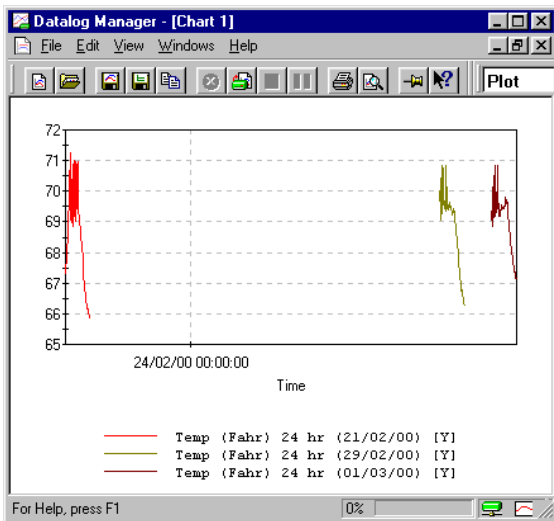 Datalog Manager - [Chart 1]
File Edit View Windows Help
Plot
72
71
70
69
68
67
66
65
24/02/00 00:00:00
Time
Temp (Fahr) 24 hr (21/02/00) [Y]
Temp (Fahr) 24 hr (29/02/00) [Y]
Temp (Fahr) 24 hr (01/03/00) [Y]
For Help, press F1 0%